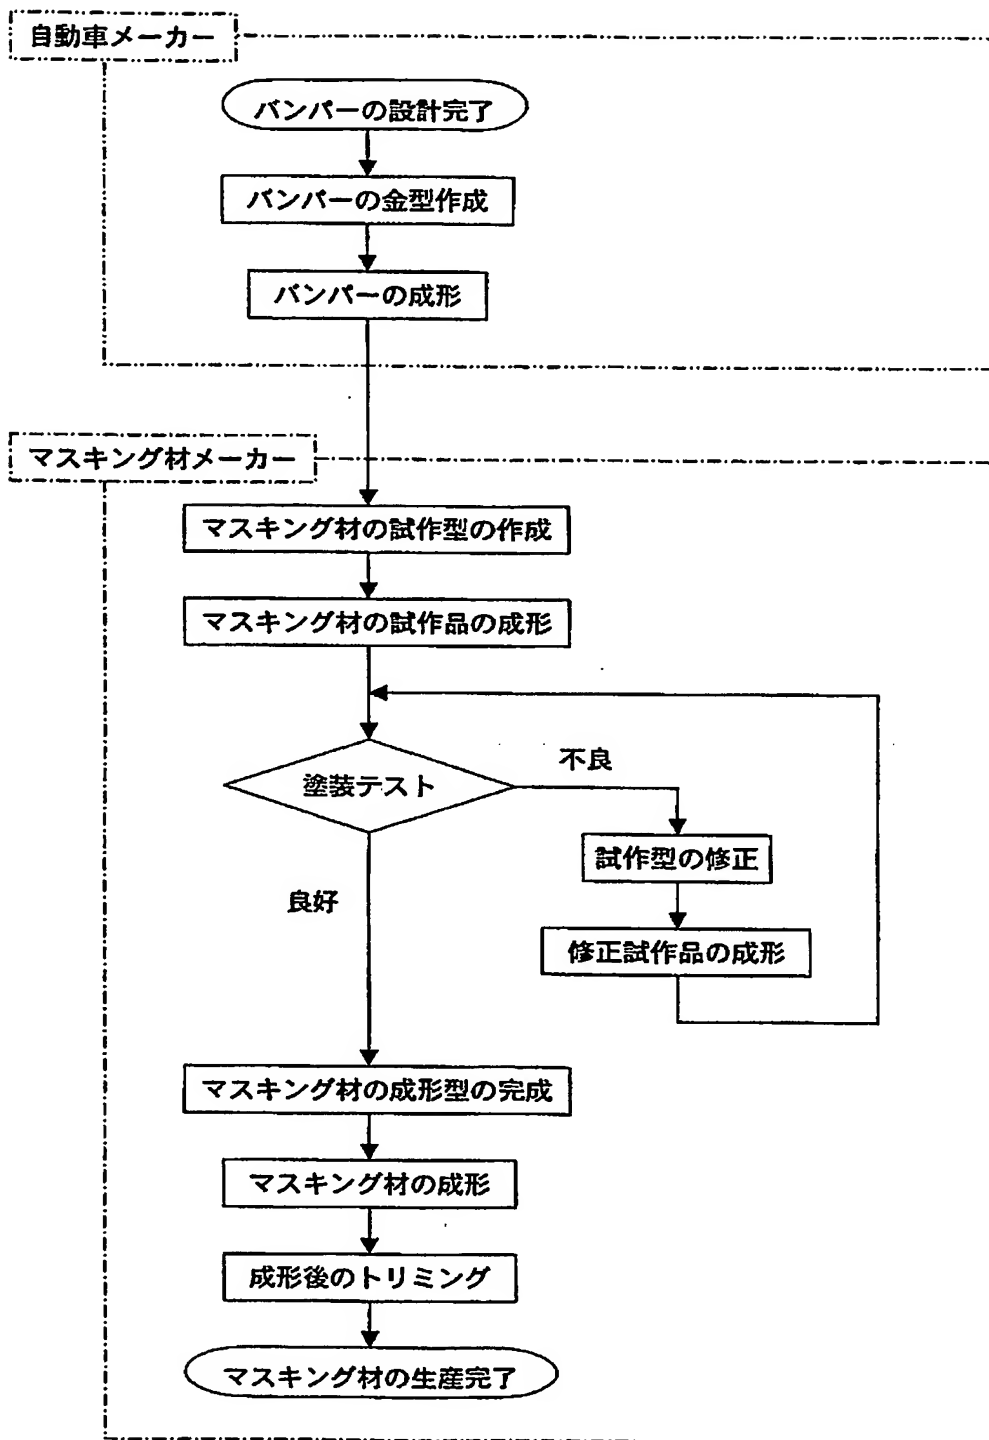 自動車メーカー
バンパーの設計完了
バンパーの金型作成
バンパーの成形
マスキング材メーカー
マスキング材の試作型の作成
マスキング材の試作品の成形
塗装テスト
不良
試作型の修正
良好
修正試作品の成形
マスキング材の成形型の完成
マスキング材の成形
成形後のトリミング
マスキング材の生産完了